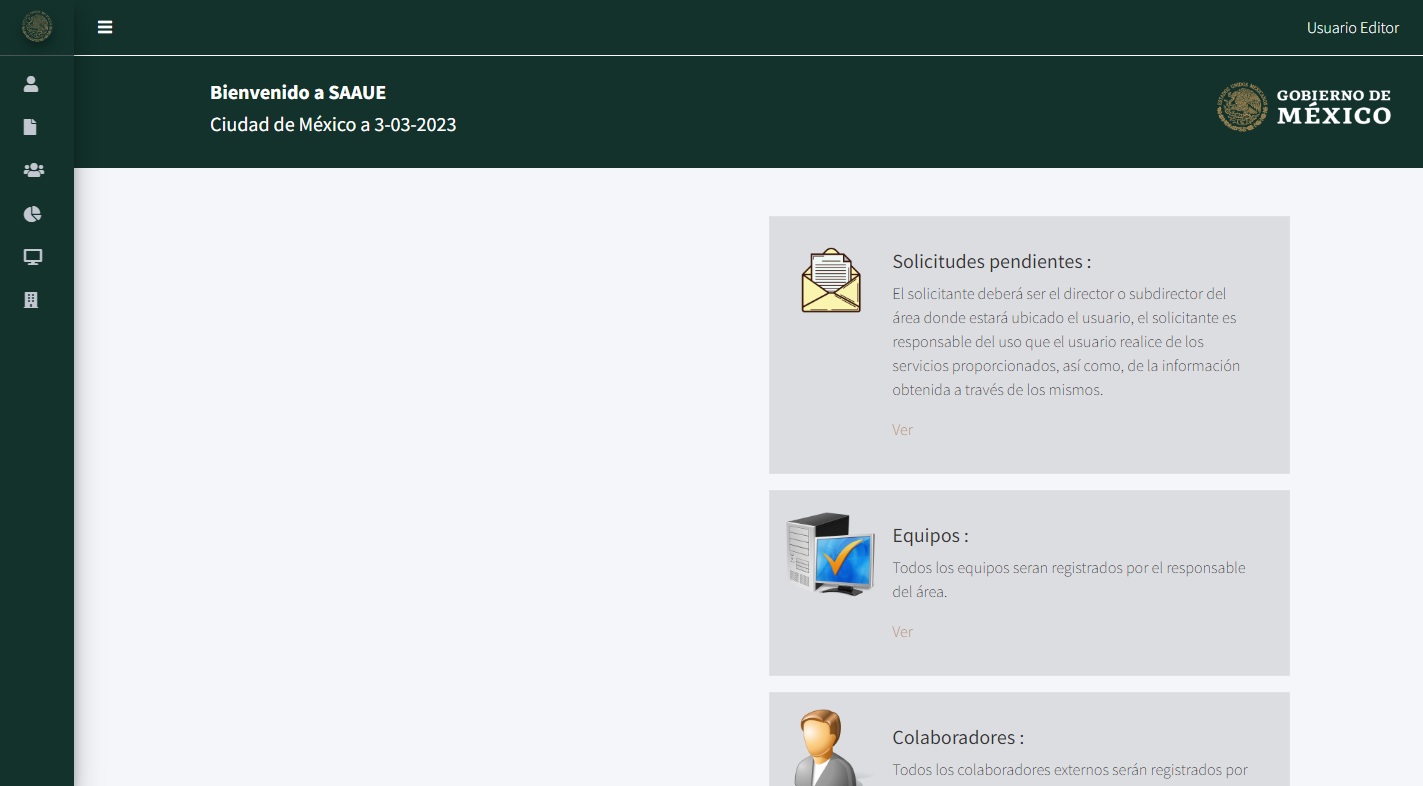 Usuario Editor
Bienvenido a SAAUE
Ciudad de México a 3-03-2023
GOBIERNO DE
MÉXICO
Solicitudes pendientes :
El solicitante deberá ser el director o subdirector del
área donde estará ubicado el usuario, el solicitante es
responsable del uso que el usuario realice de los
servicios proporcionados, así como, de la información
obtenida a través de los mismos.
Ver
Equipos :
Todos los equipos seran registrados por el responsable
del área.
Ver
Colaboradores :
Todos los colaboradores externos serán registrados por